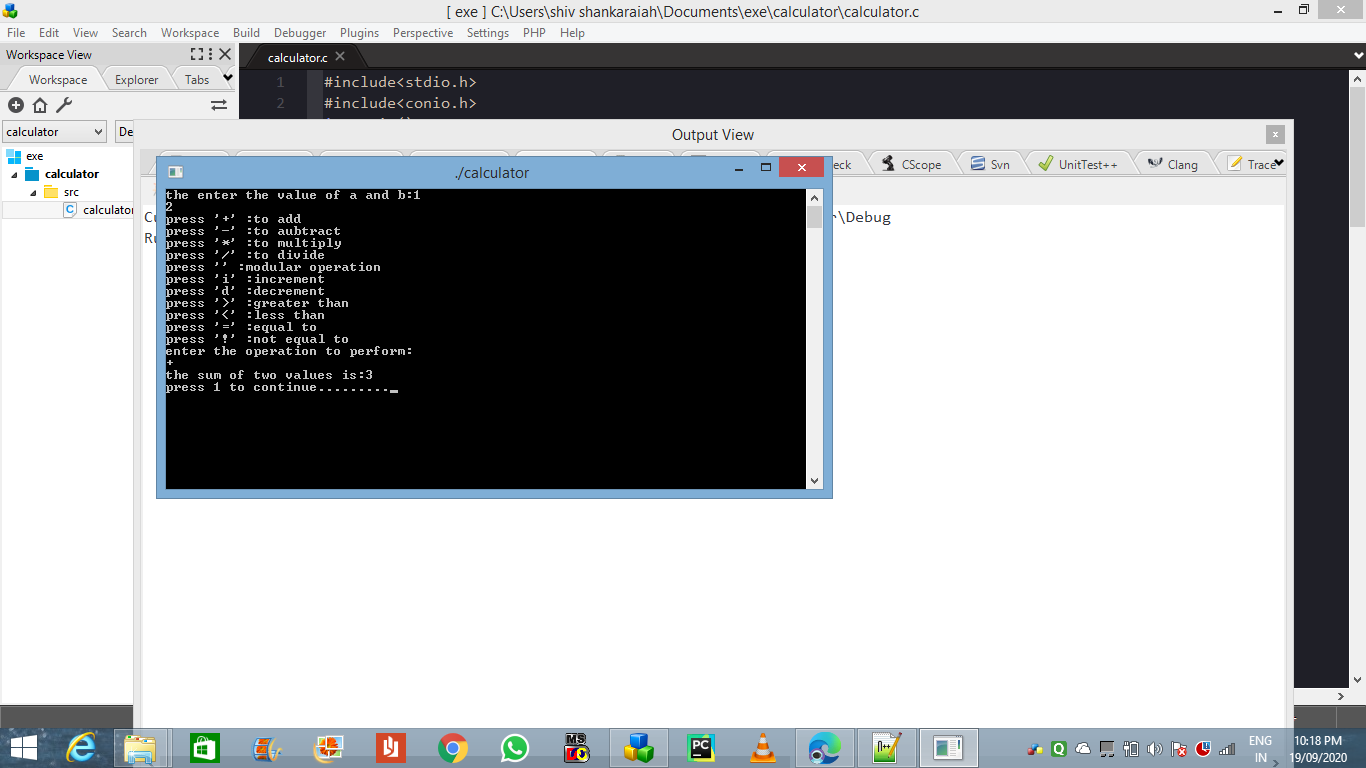 [ exe ] C:\Users\shiv shankaraiah\Documents\exe\calculator\calculator.c
File Edit View Search Workspace Build Debugger Plugins Perspective Settings PHP Help
Workspace View
calculator.c
Workspace Explorer Tabs
1 #include<stdio.h>
2 #include<conio.h>
calculator De
Output View
exe
calculator
src
calculator
CScope Svn UnitTest++ Clang Trace
./calculator
the enter the value of a and b:1
2
press '+' :to add
press '-' :to aubtract
press '*' :to multiply
press '/' :to divide
press '' :modular operation
press 'i' :increment
press 'd' :decrement
press '>' :greater than
press '<' :less than
press '=' :equal to
press '!' :not equal to
enter the operation to perform:
+
the sum of two values is:3
press 1 to continue.........
\Debug
MS
PC
ENG
IN
10:18 PM
19/09/2020